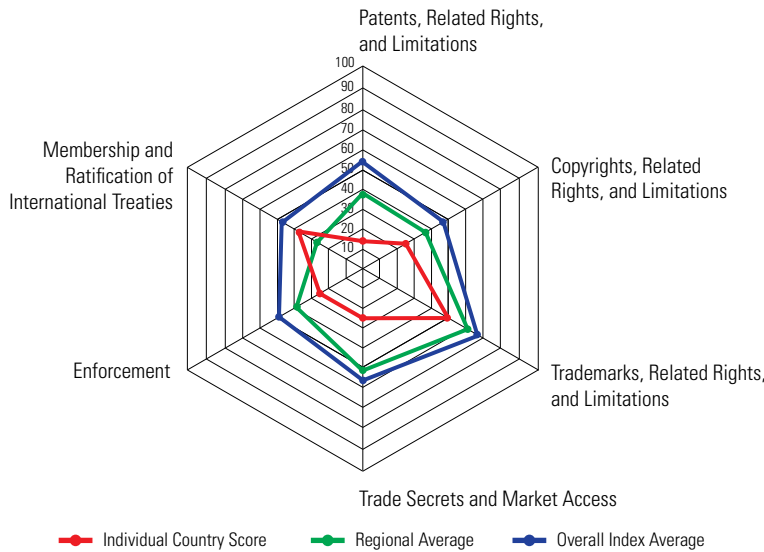 Patents, Related Rights,
and Limitations
100
90
80
70
60
50
40
30
20
10
Membership and
Ratification of
International Treaties
Copyrights, Related
Rights, and Limitations
Enforcement
Trademarks, Related Rights,
and Limitations
Trade Secrets and Market Access
Individual Country Score
Regional Average
Overall Index Average